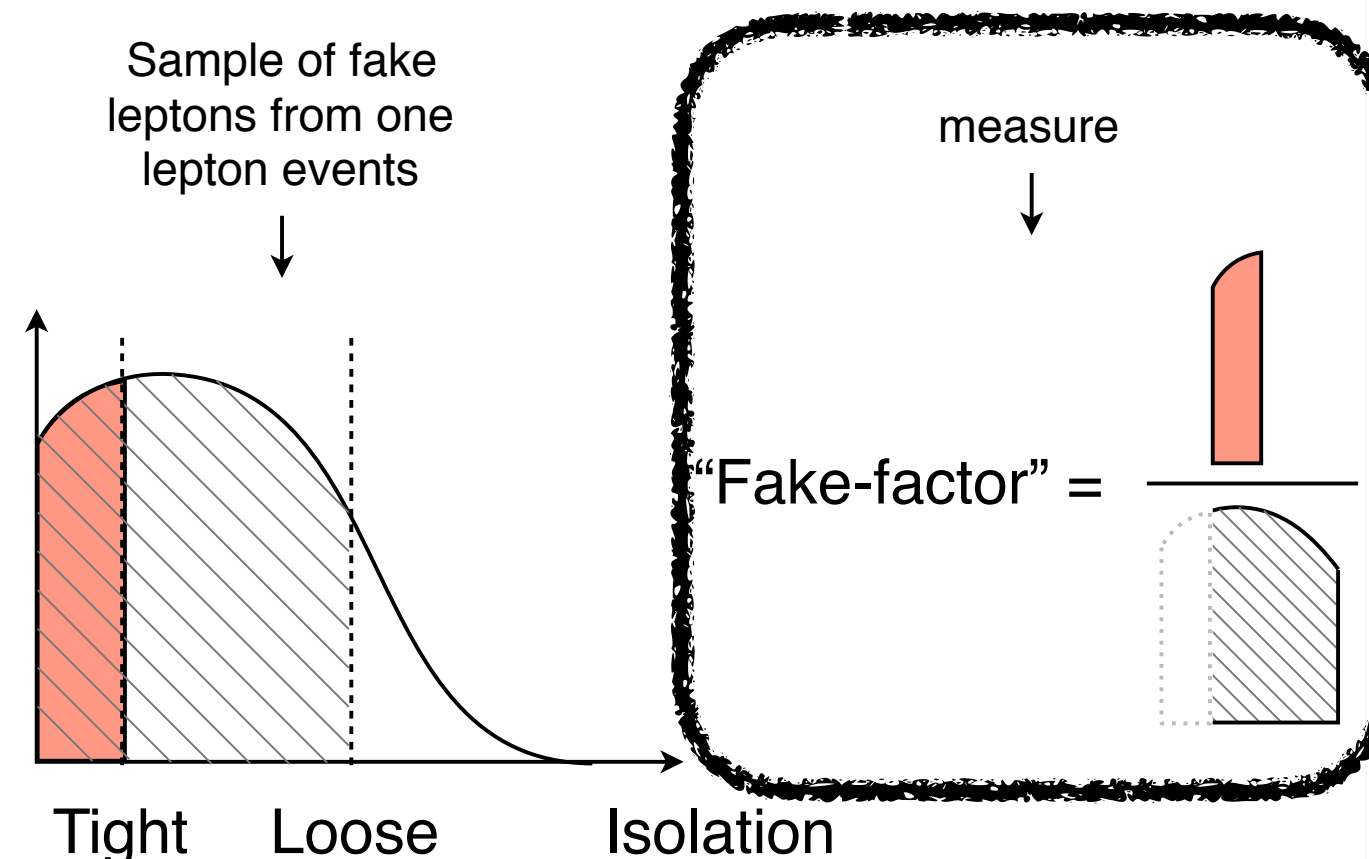 Sample of fake
leptons from one
lepton events
measure
“Fake-factor” =
Tight Loose Isolation